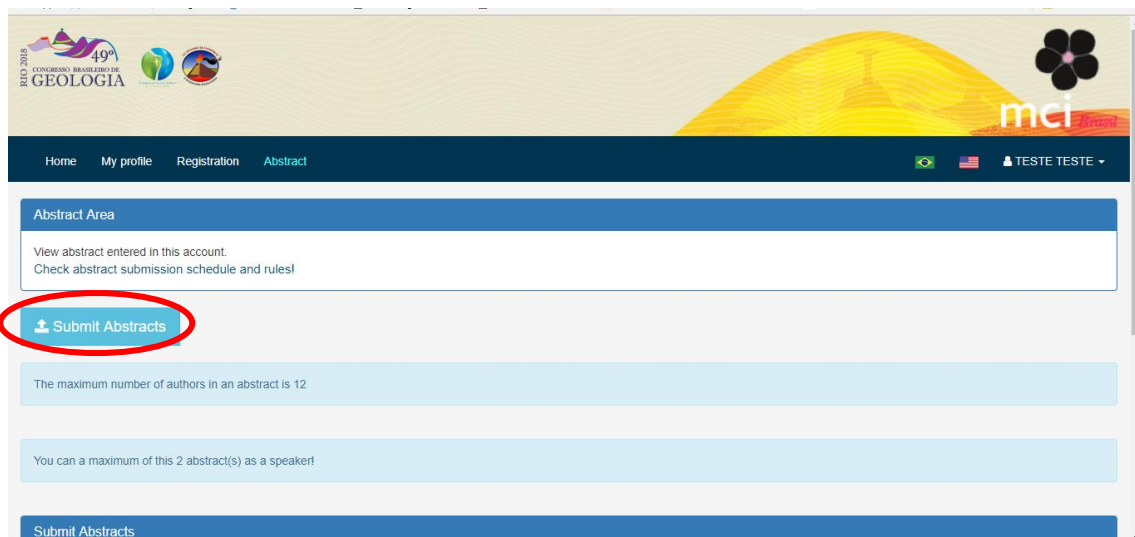 RIO 2018
49º
CONGRESSO BRASILEIRO DE
GEOLOGIA
mci Brasil
Home My profile Registration Abstract TESTE TESTE
Abstract Area
View abstract entered in this account.
Check abstract submission schedule and rules!
Submit Abstracts
The maximum number of authors in an abstract is 12
You can a maximum of this 2 abstract(s) as a speaker!
Submit Abstracts